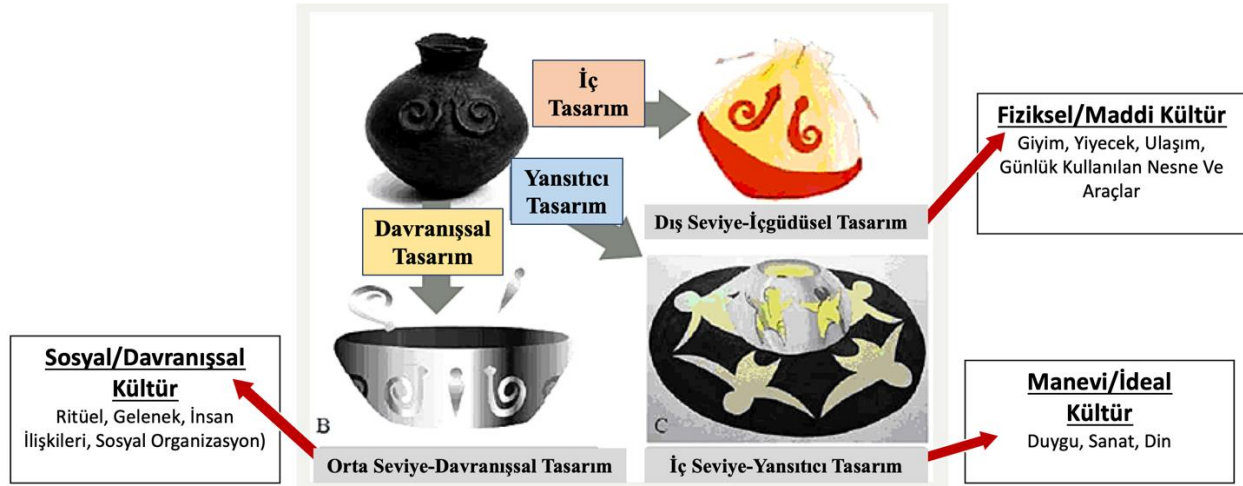 İç
Tasarım
Yansıtıcı
Tasarım
Davranışsal
Tasarım
Dış Seviye-İçgüdüsel Tasarım
Fiziksel/Maddi Kültür
Giyim, Yiyecek, Ulaşım,
Günlük Kullanılan Nesne Ve
Araçlar
Sosyal/Davranışsal
Kültür
Ritüel, Gelenek, İnsan
İlişkileri, Sosyal Organizasyon)
B
Orta Seviye-Davranışsal Tasarım
C
İç Seviye-Yansıtıcı Tasarım
Manevi/İdeal
Kültür
Duygu, Sanat, Din